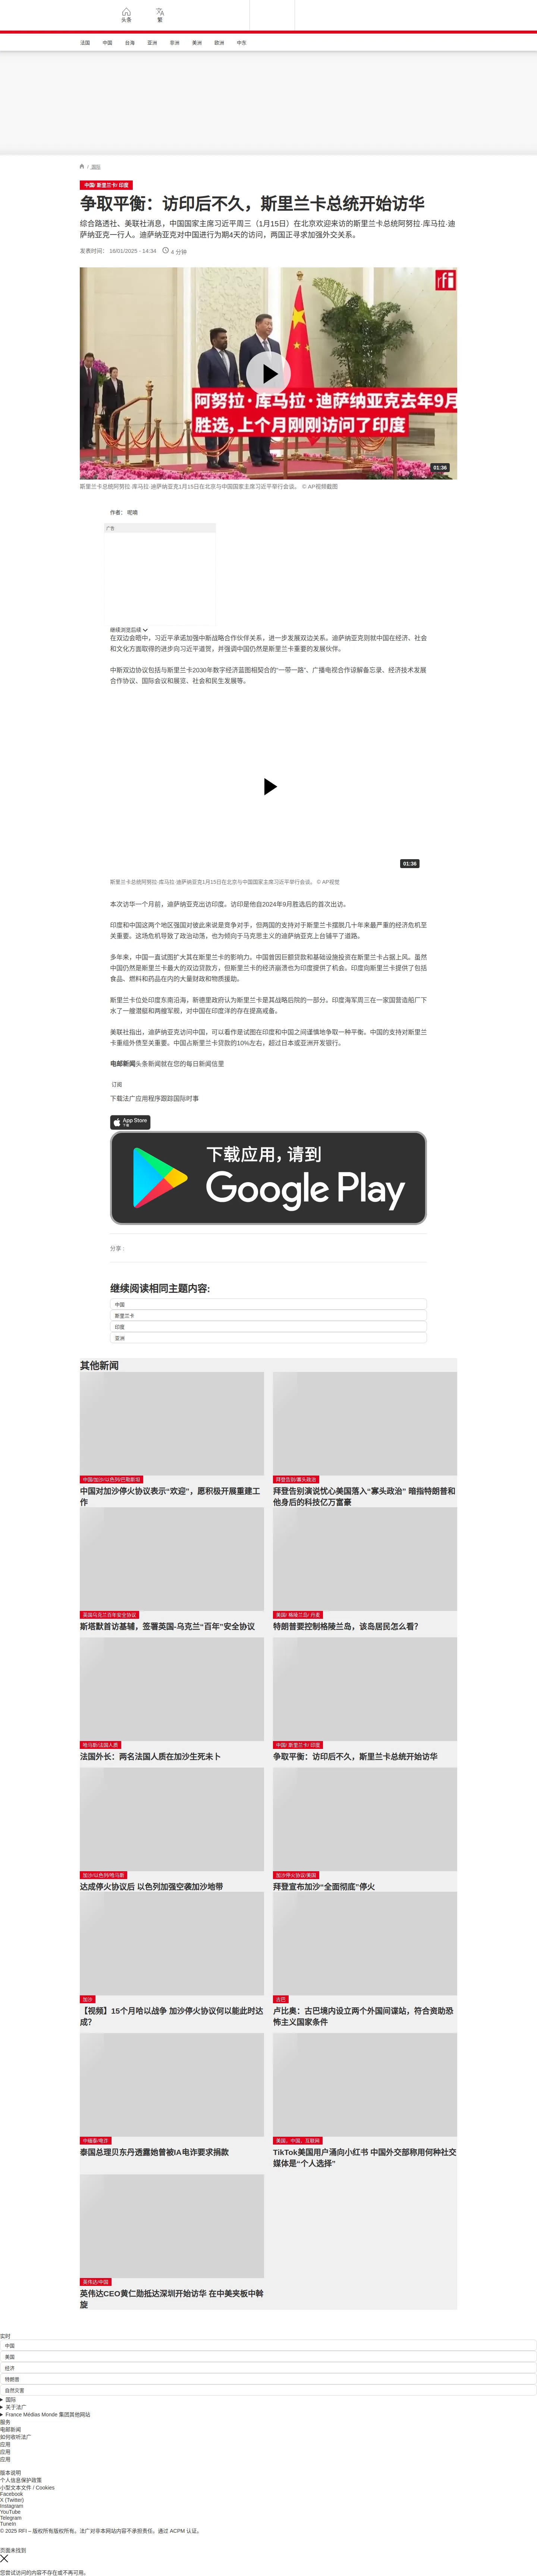 头条
繁
法国
中国
台海
亚洲
非洲
美洲
欧洲
中东
/ 国际
中国/ 斯里兰卡/ 印度
争取平衡：访印后不久，斯里兰卡总统开始访华
综合路透社、美联社消息，中国国家主席习近平周三（1月15日）在北京欢迎来访的斯里兰卡总统阿努拉·库马拉·迪
萨纳亚克一行人。迪萨纳亚克对中国进行为期4天的访问，两国正寻求加强外交关系。
发表时间： 16/01/2025 - 14:34
4 分钟
rfi
阿努拉·库马拉·迪萨纳亚克去年9月
胜选，上个月刚刚访问了印度
01:36
斯里兰卡总统阿努拉·库马拉·迪萨纳亚克1月15日在北京与中国国家主席习近平举行会谈。 © AP视频截图
作者： 呢喃
广告
继续浏览后续
在双边会晤中，习近平承诺加强中斯战略合作伙伴关系，进一步发展双边关系。迪萨纳亚克则就中国在经济、社会
和文化方面取得的进步向习近平道贺，并强调中国仍然是斯里兰卡重要的发展伙伴。
中斯双边协议包括与斯里兰卡2030年数字经济蓝图相契合的“一带一路”、广播电视合作谅解备忘录、经济技术发展
合作协议、国际会议和展览、社会和民生发展等。
01:36
斯里兰卡总统阿努拉·库马拉·迪萨纳亚克1月15日在北京与中国国家主席习近平举行会谈。 © AP视觉
本次访华一个月前，迪萨纳亚克出访印度。访印是他自2024年9月胜选后的首次出访。
印度和中国这两个地区强国对彼此来说是竞争对手，但两国的支持对于斯里兰卡摆脱几十年来最严重的经济危机至
关重要。这场危机导致了政治动荡，也为倾向于马克思主义的迪萨纳亚克上台铺平了道路。
多年来，中国一直试图扩大其在斯里兰卡的影响力。中国曾因巨额贷款和基础设施投资在斯里兰卡占据上风。虽然
中国仍然是斯里兰卡最大的双边贷款方，但斯里兰卡的经济崩溃也为印度提供了机会。印度向斯里兰卡提供了包括
食品、燃料和药品在内的大量财政和物质援助。
斯里兰卡位处印度东南沿海，新德里政府认为斯里兰卡是其战略后院的一部分。印度海军周三在一家国营造船厂下
水了一艘潜艇和两艘军舰，对中国在印度洋的存在提高戒备。
美联社指出，迪萨纳亚克访问中国，可以看作是试图在印度和中国之间谨慎地争取一种平衡。中国的支持对斯里兰
卡重组外债至关重要。中国占斯里兰卡贷款的10%左右，超过日本或亚洲开发银行。
电邮新闻头条新闻就在您的每日新闻信里
订阅
下载法广应用程序跟踪国际时事
App Store
下载
下载应用，请到
Google Play
分享 :
继续阅读相同主题内容:
中国
斯里兰卡
印度
亚洲
其他新闻
中国/加沙/以色列/巴勒斯坦
中国对加沙停火协议表示“欢迎”，愿积极开展重建工
作
拜登告别/寡头政治
拜登告别演说忧心美国落入“寡头政治” 暗指特朗普和
他身后的科技亿万富豪
英国乌克兰百年安全协议
斯塔默首访基辅，签署英国-乌克兰“百年”安全协议
美国/ 格陵兰岛/ 丹麦
特朗普要控制格陵兰岛，该岛居民怎么看？
哈马斯/法国人质
法国外长：两名法国人质在加沙生死未卜
中国/ 斯里兰卡/ 印度
争取平衡：访印后不久，斯里兰卡总统开始访华
加沙/以色列/哈马斯
达成停火协议后 以色列加强空袭加沙地带
加沙停火协议/美国
拜登宣布加沙“全面彻底”停火
加沙
【视频】15个月哈以战争 加沙停火协议何以能此时达
成？
古巴
卢比奥：古巴境内设立两个外国间谍站，符合资助恐
怖主义国家条件
泰国总理贝东丹透露她曾被IA电诈要求捐款
美国、中国、互联网
TikTok美国用户涌向小红书 中国外交部称用何种社交
媒体是“个人选择”
英伟达/中国
英伟达CEO黄仁勋抵达深圳开始访华 在中美夹板中斡
旋
实时
中国
美国
经济
特朗普
自然灾害
国际
关于法广
France Médias Monde 集团其他网站
服务
电邮新闻
如何收听法广
应用
应用
应用
版本说明
个人信息保护政策
小型文本文件 / Cookies
Facebook
X (Twitter)
Instagram
YouTube
Telegram
TuneIn
© 2025 RFI – 版权所有版权所有。法广对非本网站内容不承担责任。通过 ACPM 认证。
页面未找到
您尝试访问的内容不存在或不再可用。